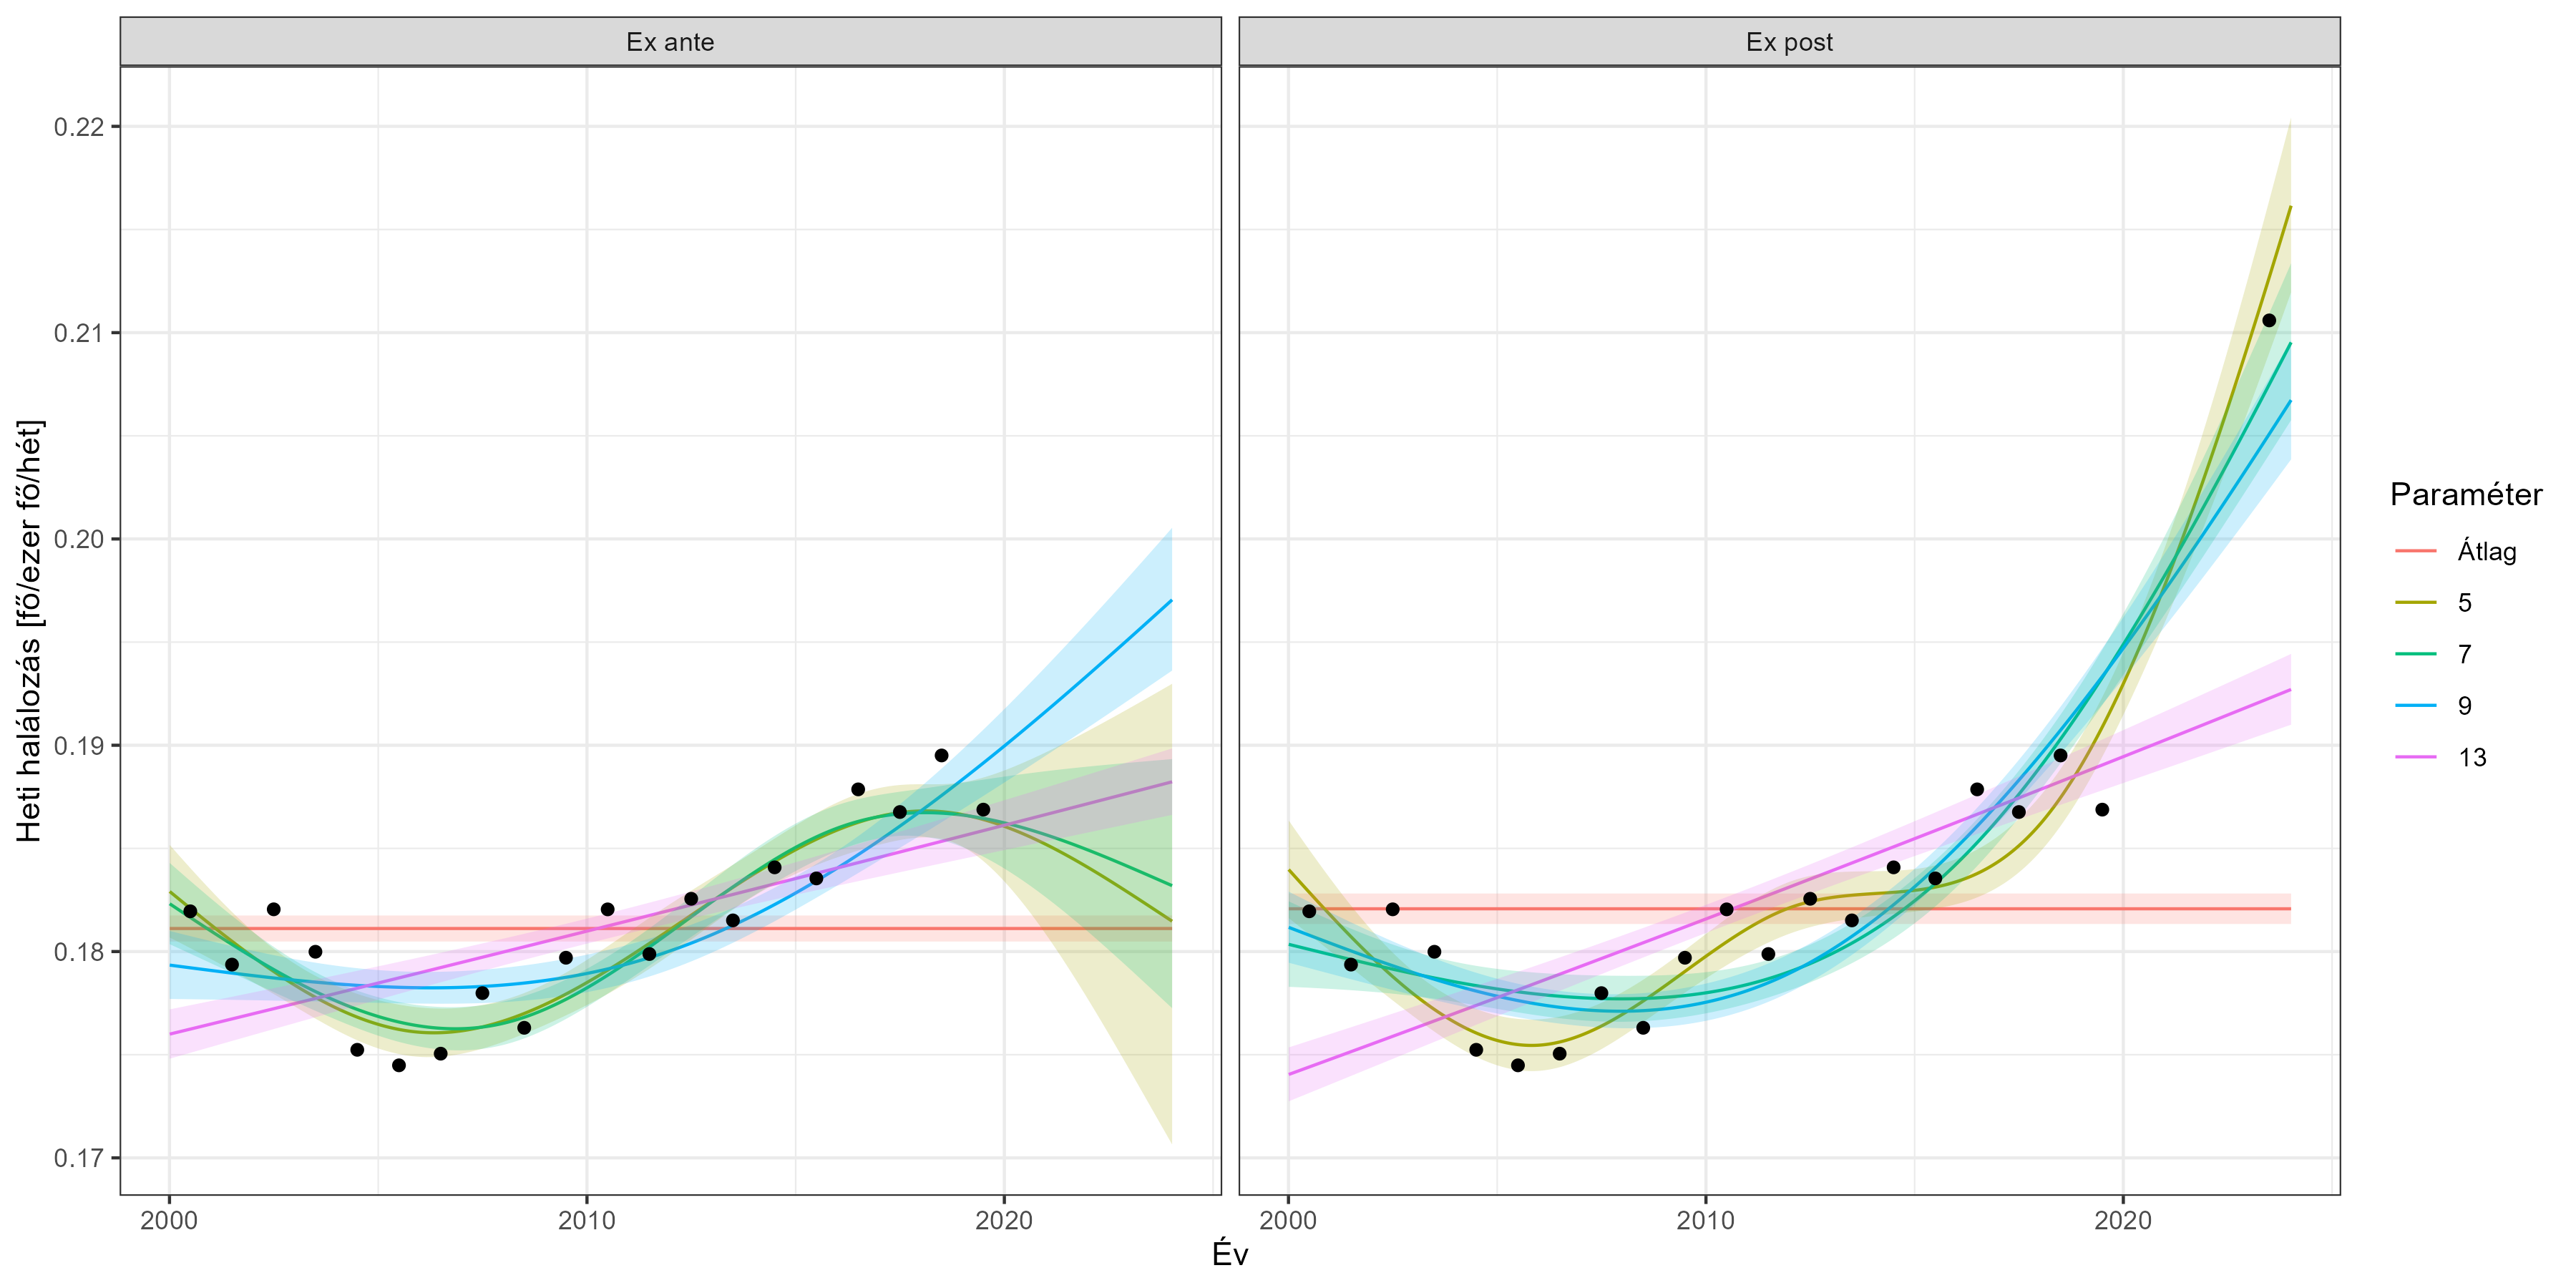 Ex ante
Ex post
Heti halálozás [fő/ezer fő/hét]
0.22
0.21
0.20
0.19
0.18
0.17
2000
2010
2020
2000
2010
2020
Év
Paraméter
Átlag
5
7
9
13